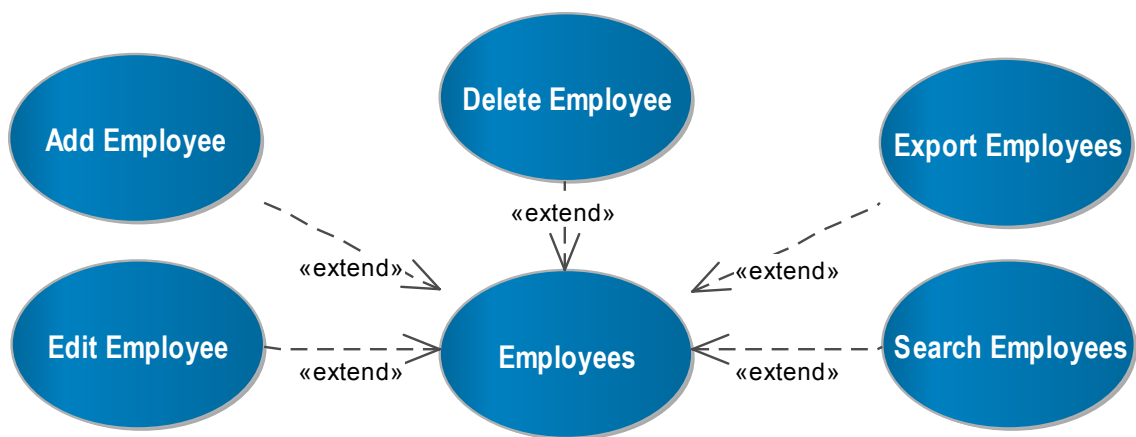 Delete Employee
Add Employee
Export Employees
«extend»
«extend»
«extend»
Edit Employee
Employees
Search Employees
«extend»
«extend»